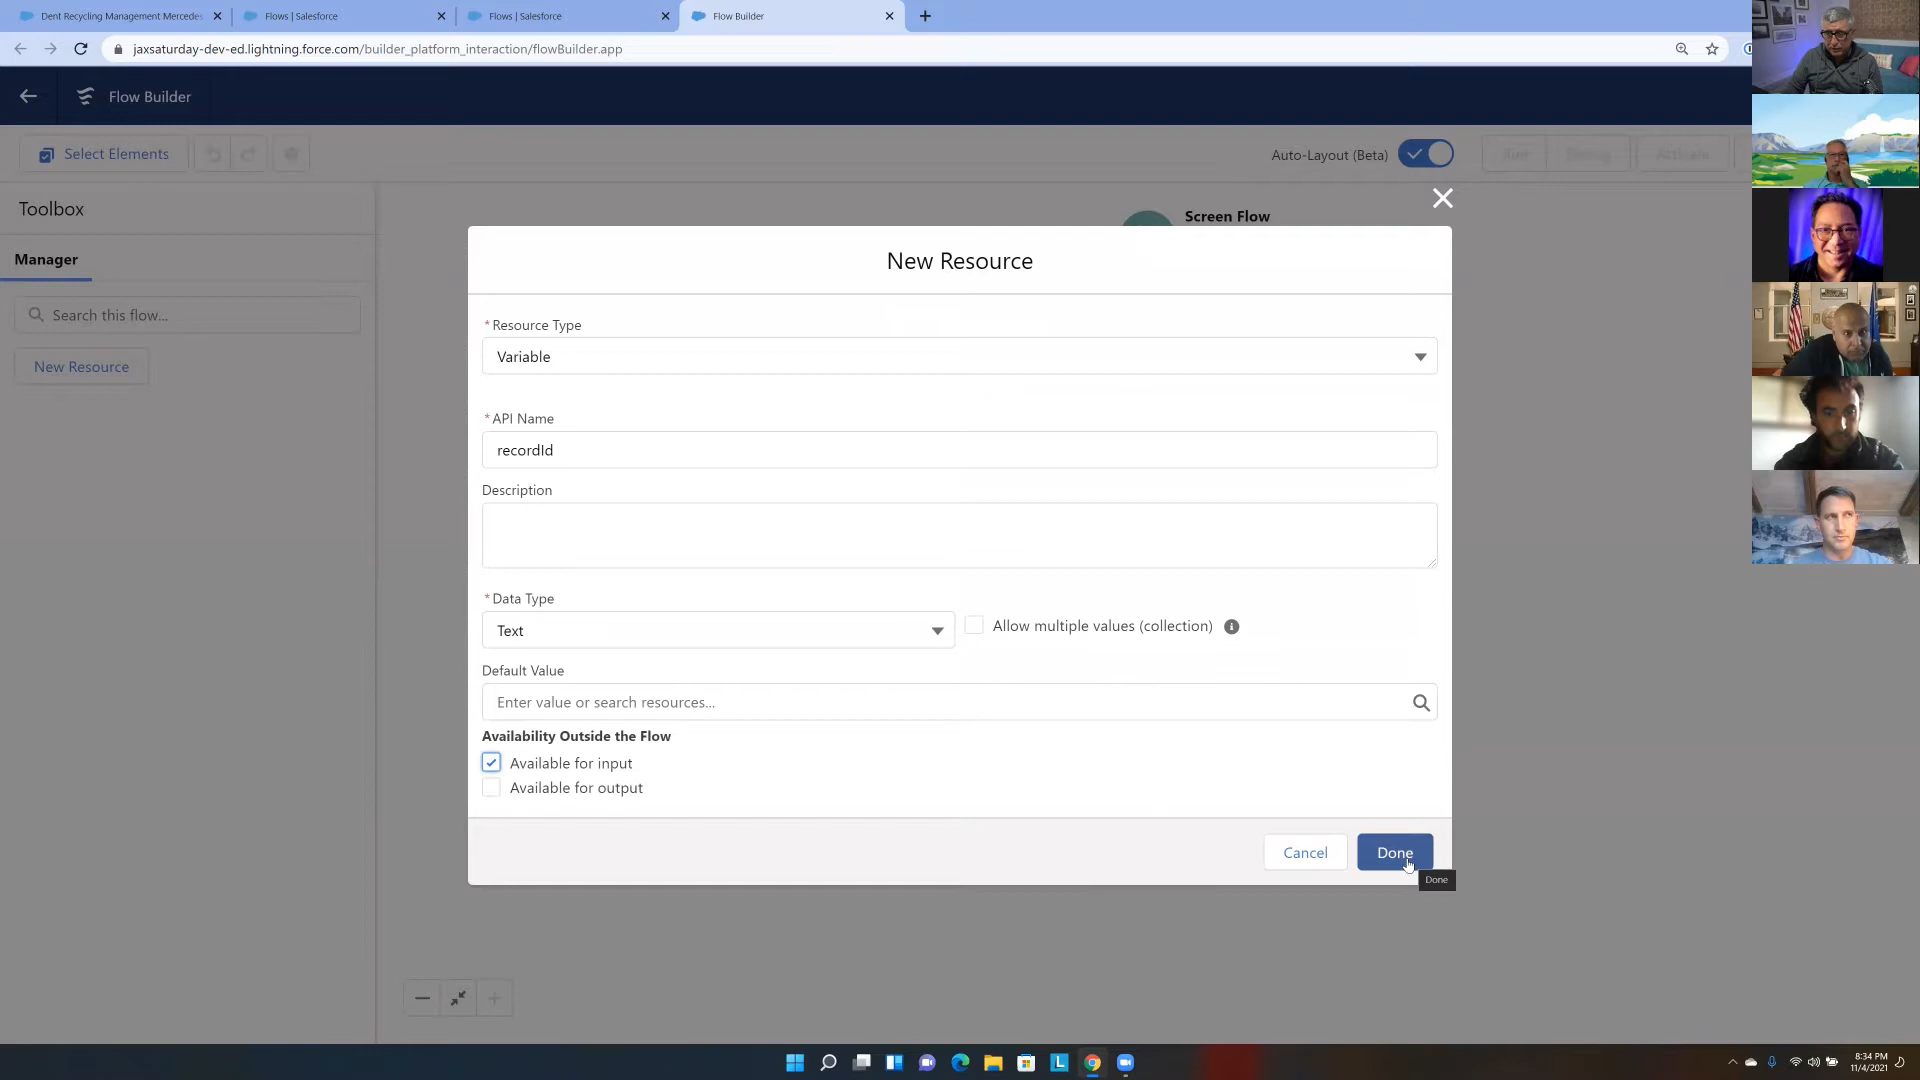 Dent Recycling Management Mercedes
Flows | Salesforce
Flows | Salesforce
Flow Builder
jaxsaturday-dev-ed.lightning.force.com/builder_platform_interaction/flowBuilder.app
Flow Builder
Select Elements
Auto-Layout (Beta)
Run
Debug
Activate
Toolbox
Screen Flow
Manager
Search this flow...
New Resource
New Resource
* Resource Type
Variable
* API Name
recordId
Description
* Data Type
Text
Allow multiple values (collection)
Default Value
Enter value or search resources...
Availability Outside the Flow
Available for input
Available for output
Cancel
Done
Done
8:34 PM
11/4/2021